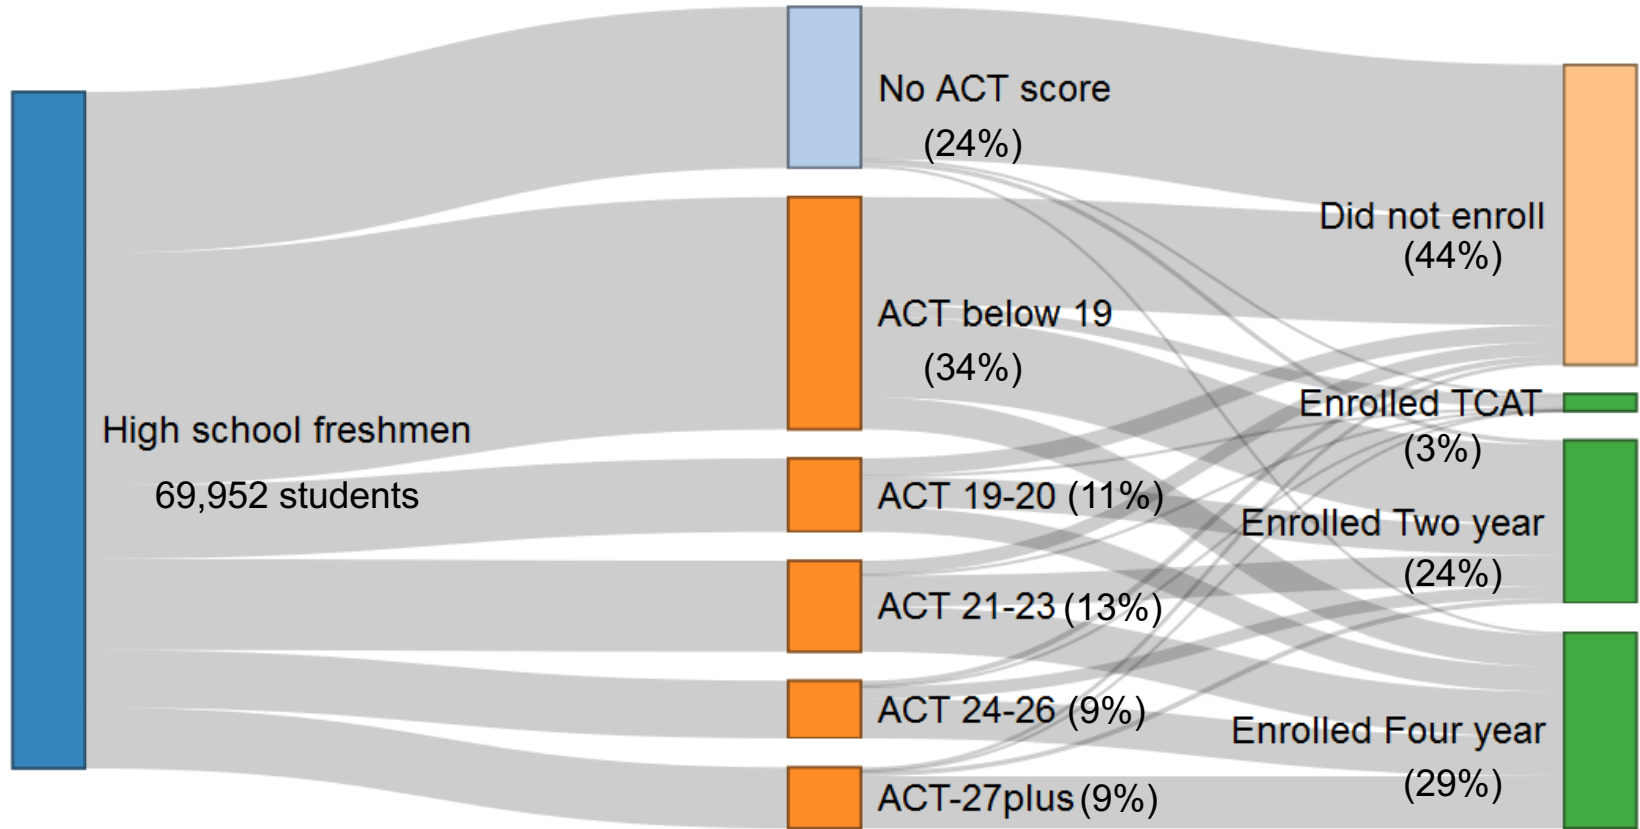 High school freshmen
69,952 students
No ACT score
(24%)
ACT below 19
(34%)
ACT 19-20 (11%)
ACT 21-23 (13%)
ACT 24-26 (9%)
ACT-27plus (9%)
Did not enroll
(44%)
Enrolled TCAT
(3%)
Enrolled Two year
(24%)
Enrolled Four year
(29%)